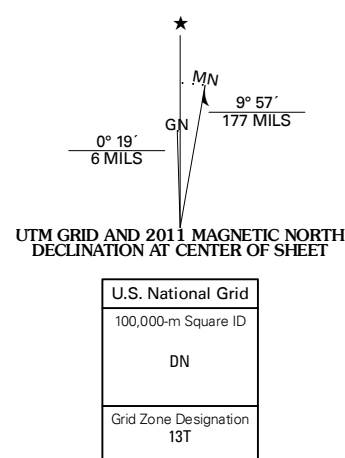 ★
MN
GN
9° 57´
177 MILS
0° 19´
6 MILS
UTM GRID AND 2011 MAGNETIC NORTH
DECLINATION AT CENTER OF SHEET
U.S. National Grid
100,000-m Square ID
DN
Grid Zone Designation
13T